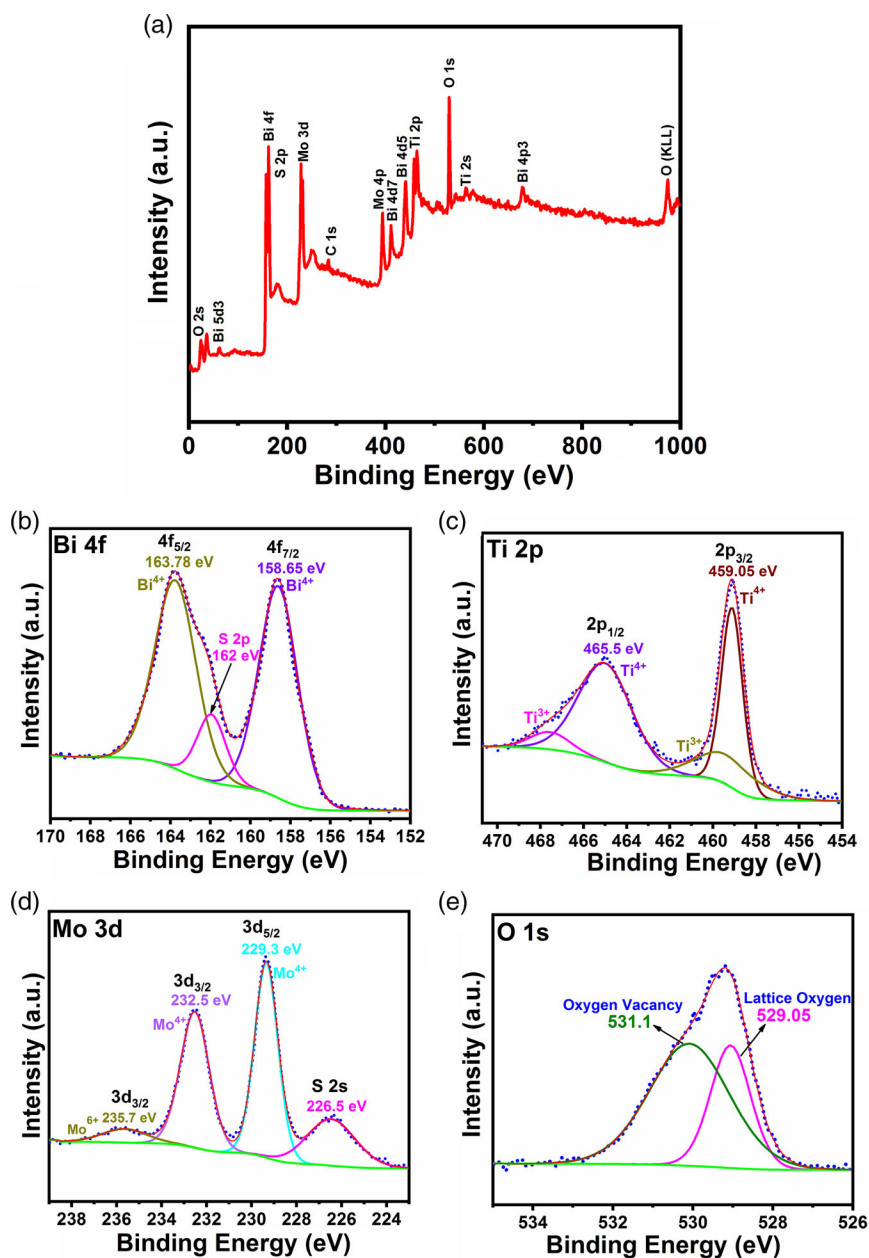 (a)
Intensity (a.u.)
O 2s
Bi 5d3
Bi 4f
S 2p
Mo 3d
C 1s
Mo 4p
Bi 4d7
Bi 4d5
Ti 2p
O 1s
Ti 2s
Bi 4p3
O (KLL)
0 200 400 600 800 1000
Binding Energy (eV)
(b)
Bi 4f
4f5/2
163.78 eV
Bi4+
4f7/2
158.65 eV
Bi4+
S 2p
162 eV
Intensity (a.u.)
170 168 166 164 162 160 158 156 154 152
Binding Energy (eV)
(c)
Ti 2p
2p3/2
459.05 eV
Ti4+
2p1/2
465.5 eV
Ti4+
Ti3+
Ti3+
Intensity (a.u.)
470 468 466 464 462 460 458 456 454
Binding Energy (eV)
(d)
Mo 3d
3d5/2
229.3 eV
Mo4+
3d3/2
232.5 eV
Mo4+
3d3/2
Mo6+ 235.7 eV
S 2s
226.5 eV
Intensity (a.u.)
238 236 234 232 230 228 226 224
Binding Energy (eV)
(e)
O 1s
Oxygen Vacancy
531.1
Lattice Oxygen
529.05
Intensity (a.u.)
534 532 530 528 526
Binding Energy (eV)